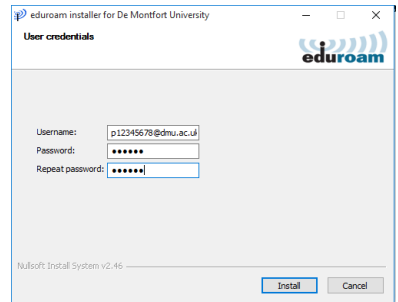 eduroam installer for De Montfort University
User credentials
eduroam
Username: p12345678@dmu.ac.uk
Password: ●●●●●●
Repeat password: ●●●●●●
Nullsoft Install System v2.46
Install Cancel